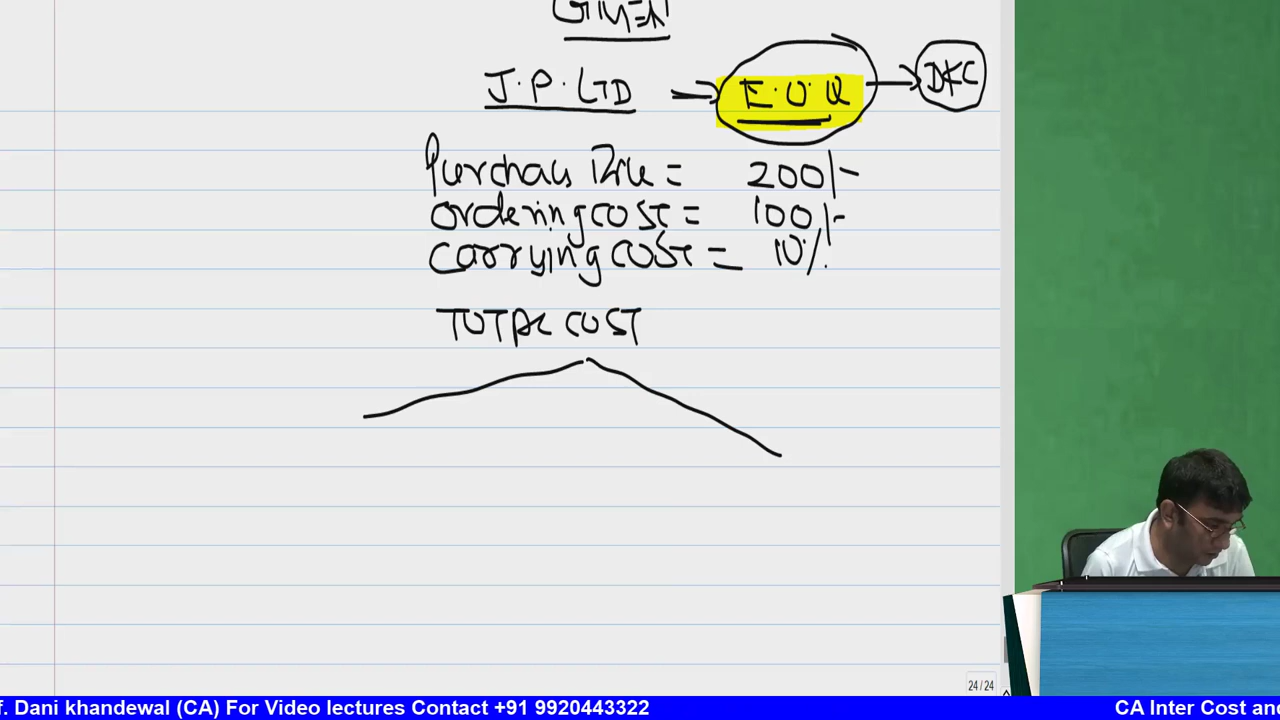 GIVEN
J.P. LTD → E.O.Q → DKC
Purchase Price = 200/-
Ordering cost = 100/-
Carrying cost = 10%
TOTAL COST
24 / 24
f. Dani khandewal (CA) For Video lectures Contact +91 9920443322
CA Inter Cost and